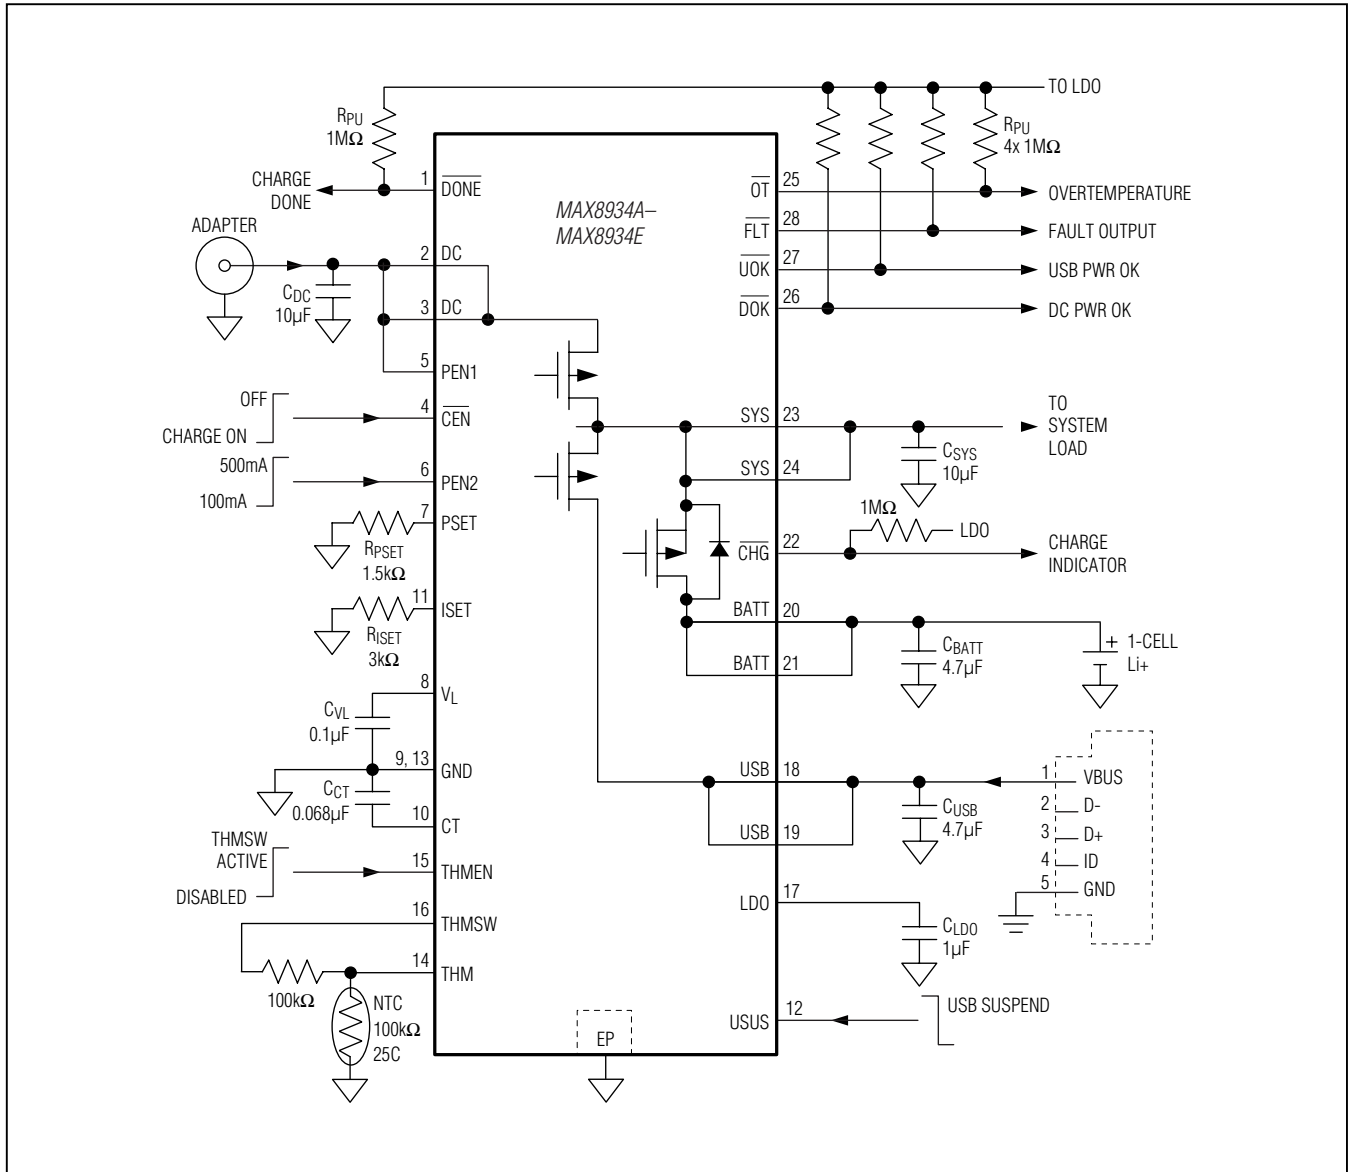 TO LDO
RPU
1MΩ
RPU
4x 1MΩ
CHARGE
DONE
1
DONE
MAX8934A–
MAX8934E
OT
25
OVERTEMPERATURE
ADAPTER
FLT
28
FAULT OUTPUT
2
DC
UOK
27
USB PWR OK
CDC
10µF
3
DC
DOK
26
DC PWR OK
5
PEN1
OFF
CHARGE ON
4
CEN
SYS
23
TO
SYSTEM
LOAD
500mA
100mA
6
PEN2
SYS
24
CSYS
10µF
7
PSET
RPSET
1.5kΩ
1MΩ
LDO
CHG
22
CHARGE
INDICATOR
11
ISET
RISET
3kΩ
BATT
20
BATT
21
CBATT
4.7µF
+
1-CELL
Li+
8
VL
CVL
0.1µF
9, 13
GND
CCT
0.068µF
10
CT
USB
18
USB
19
CUSB
4.7µF
1
VBUS
2
D-
3
D+
4
ID
5
GND
THMSW
ACTIVE
DISABLED
15
THMEN
LDO
17
CLDO
1µF
16
THMSW
14
THM
100kΩ
NTC
100kΩ
25C
EP
USUS
12
USB SUSPEND